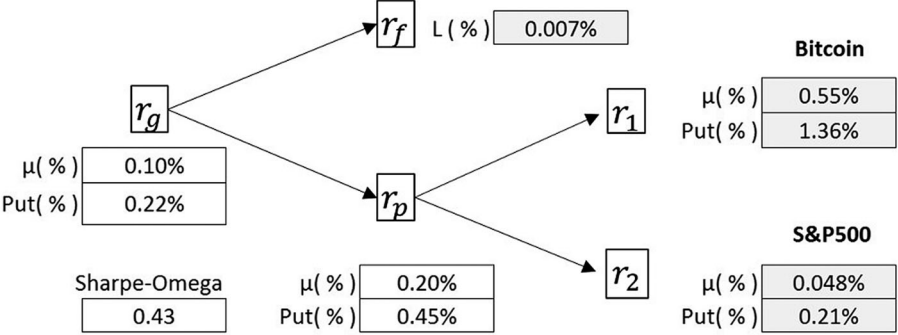 r_f L ( % ) 0.007%
Bitcoin
r_g
r_1 μ( % ) 0.55%
Put( % ) 1.36%
μ( % ) 0.10%
Put( % ) 0.22%
r_p
S&P500
r_2 μ( % ) 0.048%
Put( % ) 0.21%
Sharpe-Omega
0.43
μ( % ) 0.20%
Put( % ) 0.45%